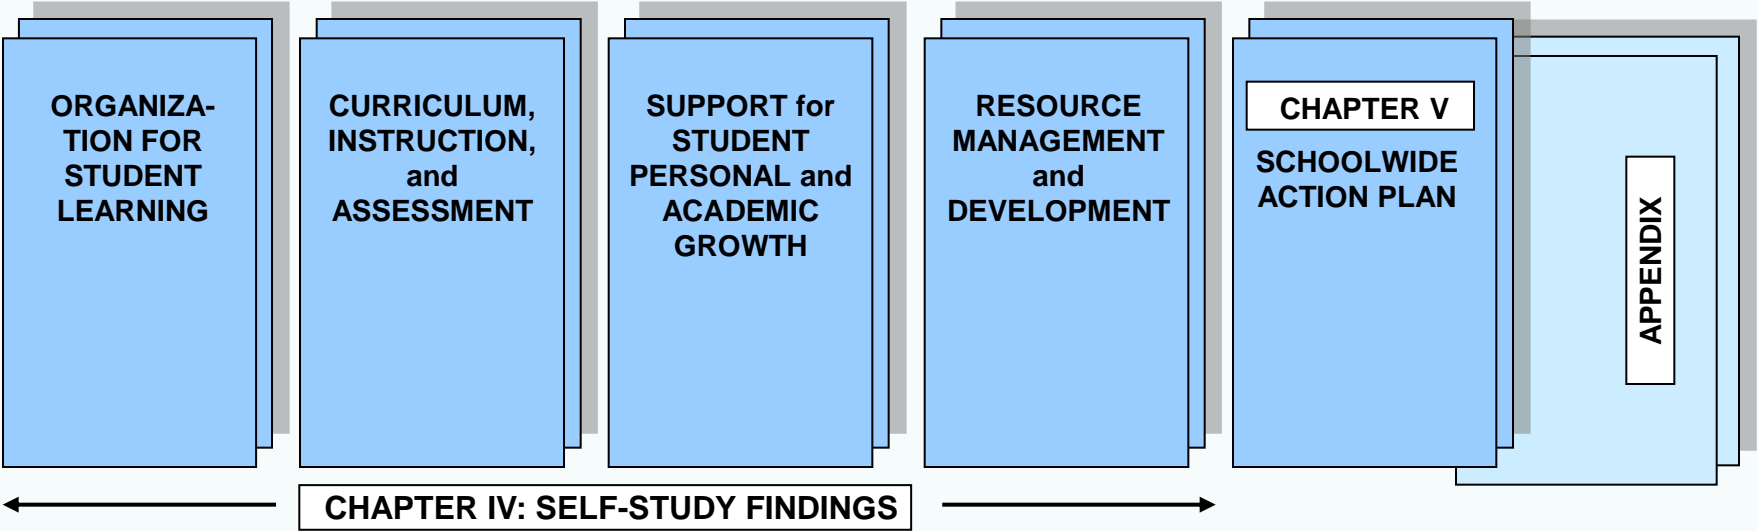 ORGANIZA-
TION FOR
STUDENT
LEARNING
CURRICULUM,
INSTRUCTION,
and
ASSESSMENT
SUPPORT for
STUDENT
PERSONAL and
ACADEMIC
GROWTH
RESOURCE
MANAGEMENT
and
DEVELOPMENT
CHAPTER V
SCHOOLWIDE
ACTION PLAN
APPENDIX
CHAPTER IV: SELF-STUDY FINDINGS